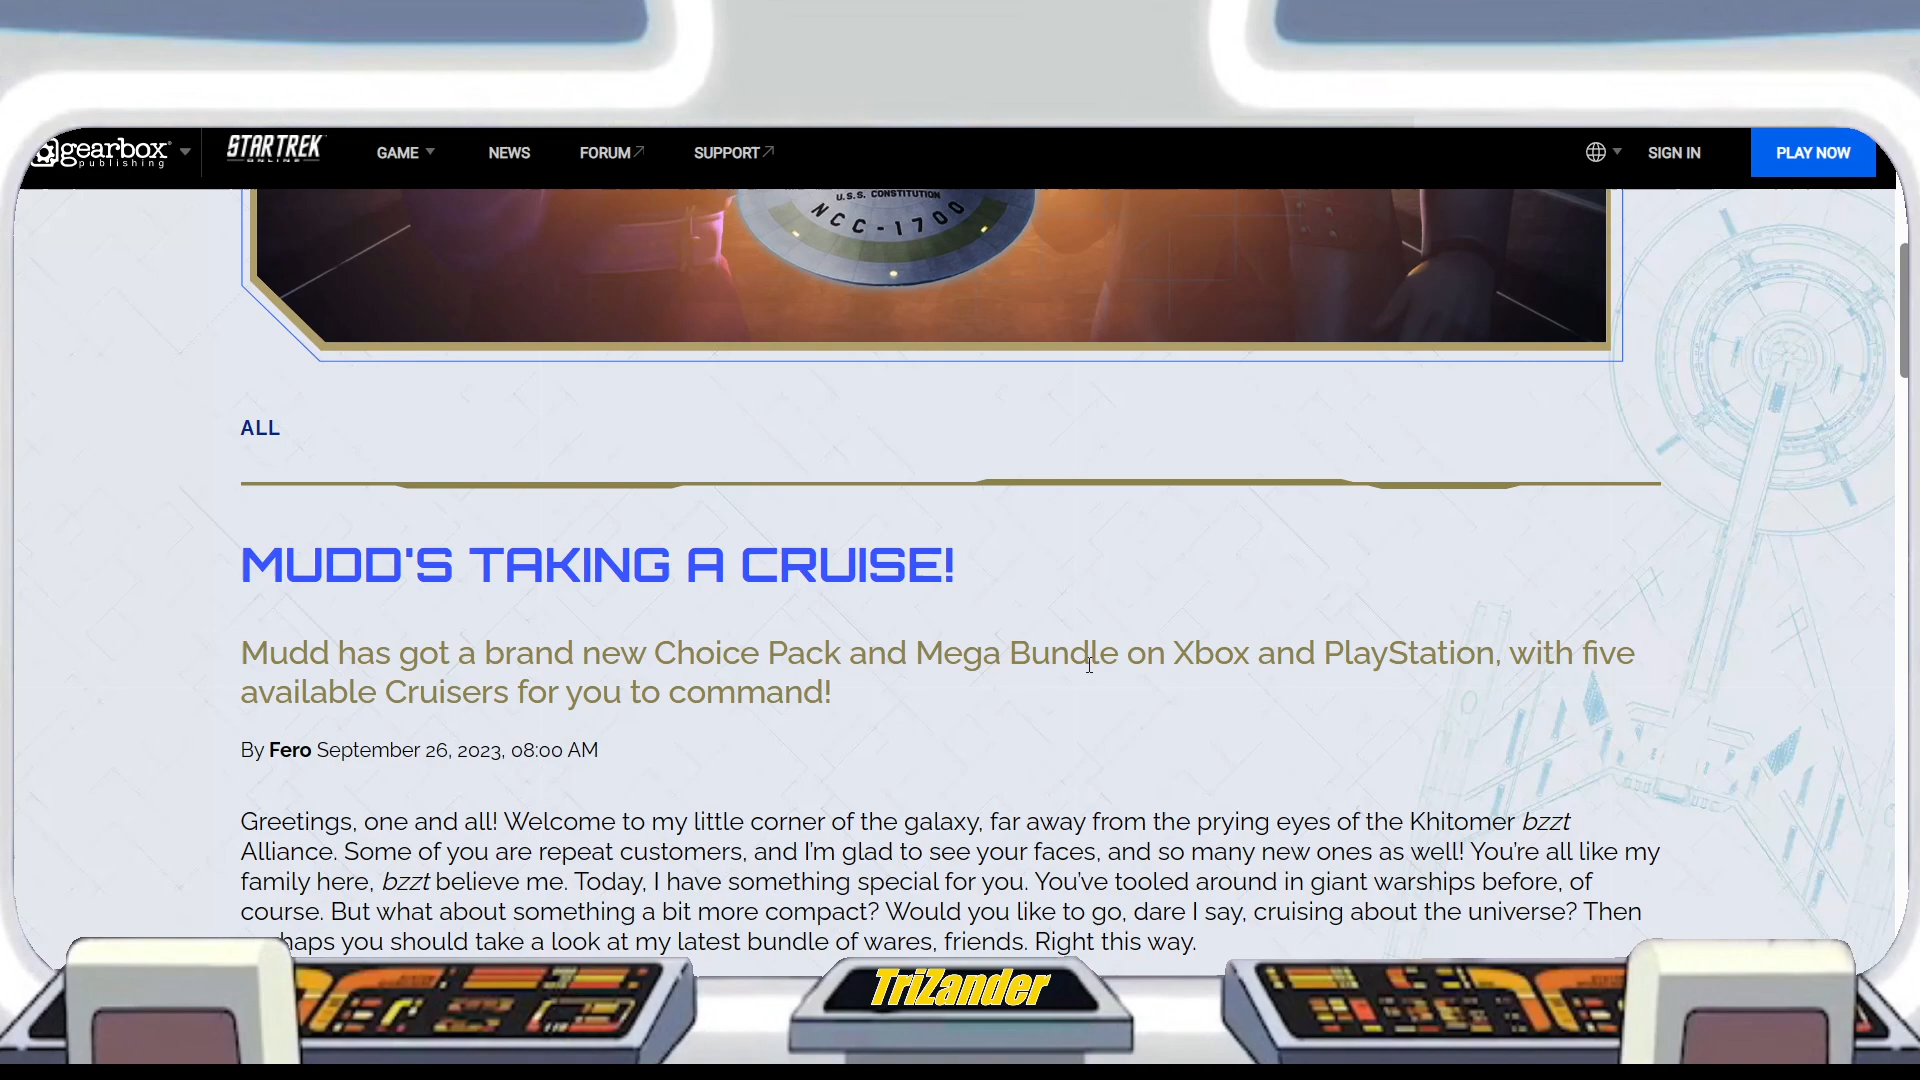 gearbox
publishing
STAR TREK
ONLINE
GAME
NEWS
FORUM
SUPPORT
SIGN IN
PLAY NOW
U.S.S. CONSTITUTION
NCC-1700
ALL
MUDD'S TAKING A CRUISE!
Mudd has got a brand new Choice Pack and Mega Bundle on Xbox and PlayStation, with five
available Cruisers for you to command!
By Fero September 26, 2023, 08:00 AM
Greetings, one and all! Welcome to my little corner of the galaxy, far away from the prying eyes of the Khitomer bzzt
Alliance. Some of you are repeat customers, and I'm glad to see your faces, and so many new ones as well! You're all like my
family here, bzzt believe me. Today, I have something special for you. You've tooled around in giant warships before, of
course. But what about something a bit more compact? Would you like to go, dare I say, cruising about the universe? Then
haps you should take a look at my latest bundle of wares, friends. Right this way.
TriZander